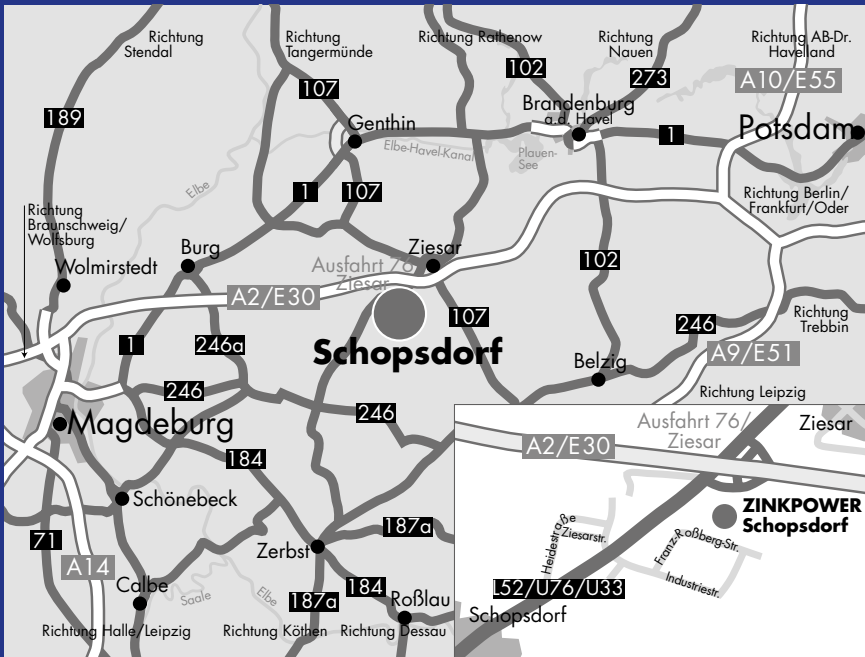 Richtung
Stendal
Richtung
Tangermünde
Richtung Rathenow
Richtung
Nauen
Richtung AB-Dr.
Havelland
107
102
273
A10/E55
189
Genthin
Brandenburg
a.d. Havel
1
Potsdam
Elbe-Havel-Kanal
Plauen-
See
Elbe
1
107
Richtung Berlin/
Frankfurt/Oder
Richtung
Braunschweig/
Wolfsburg
Burg
Ziesar
102
Wolmirstedt
Ausfahrt 76
Ziesar
A2/E30
107
246
Richtung
Trebbin
1
246a
Schopsdorf
Belzig
A9/E51
246
Richtung Leipzig
Magdeburg
246
184
Schönebeck
187a
71
Zerbst
A14
Calbe
Saale
Elbe
187a
184
Roßlau
Richtung Halle/Leipzig
Richtung Köthen
Richtung Dessau
Ausfahrt 76/
Ziesar
Ziesar
A2/E30
ZINKPOWER
Schopsdorf
Heidestraße
Ziesarstr.
Franz-Roßberg-Str.
Industriestr.
L52/U76/U33
Schopsdorf